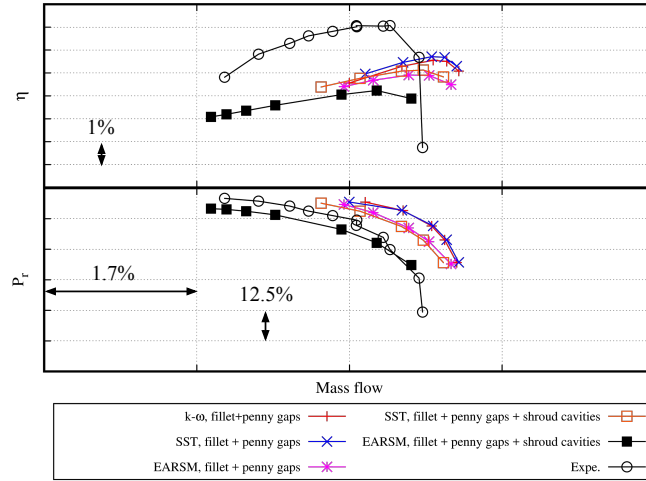 η
1%
P_r
1.7%
12.5%
Mass flow
k-ω, fillet+penny gaps
SST, fillet + penny gaps
EARSM, fillet + penny gaps
SST, fillet + penny gaps + shroud cavities
EARSM, fillet + penny gaps + shroud cavities
Expe.